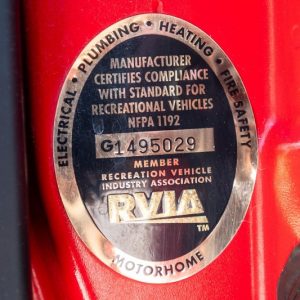 ELECTRICAL • PLUMBING • HEATING • FIRE SAFETY
MANUFACTURER
CERTIFIES COMPLIANCE
WITH STANDARD FOR
RECREATIONAL VEHICLES
NFPA 1192
G1495029
MEMBER
RECREATION VEHICLE
INDUSTRY ASSOCIATION
RVIA
TM
MOTORHOME